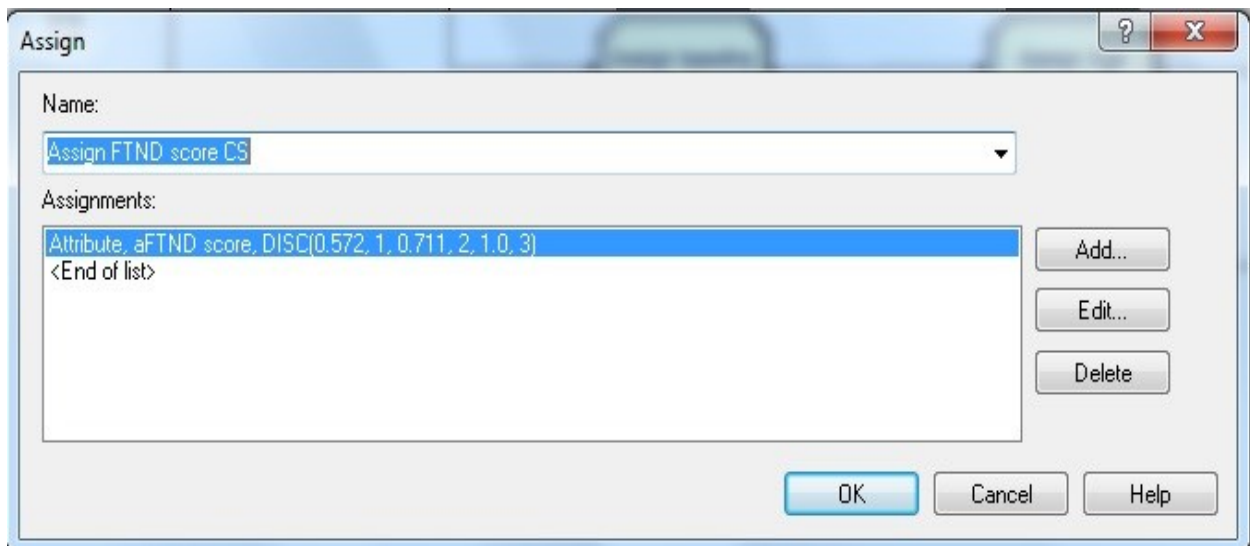 Assign
?
X
Name:
Assign FTND score CS
Assignments:
Attribute, aFTND score, DISC(0.572, 1, 0.711, 2, 1.0, 3)
<End of list>
Add...
Edit...
Delete
OK
Cancel
Help